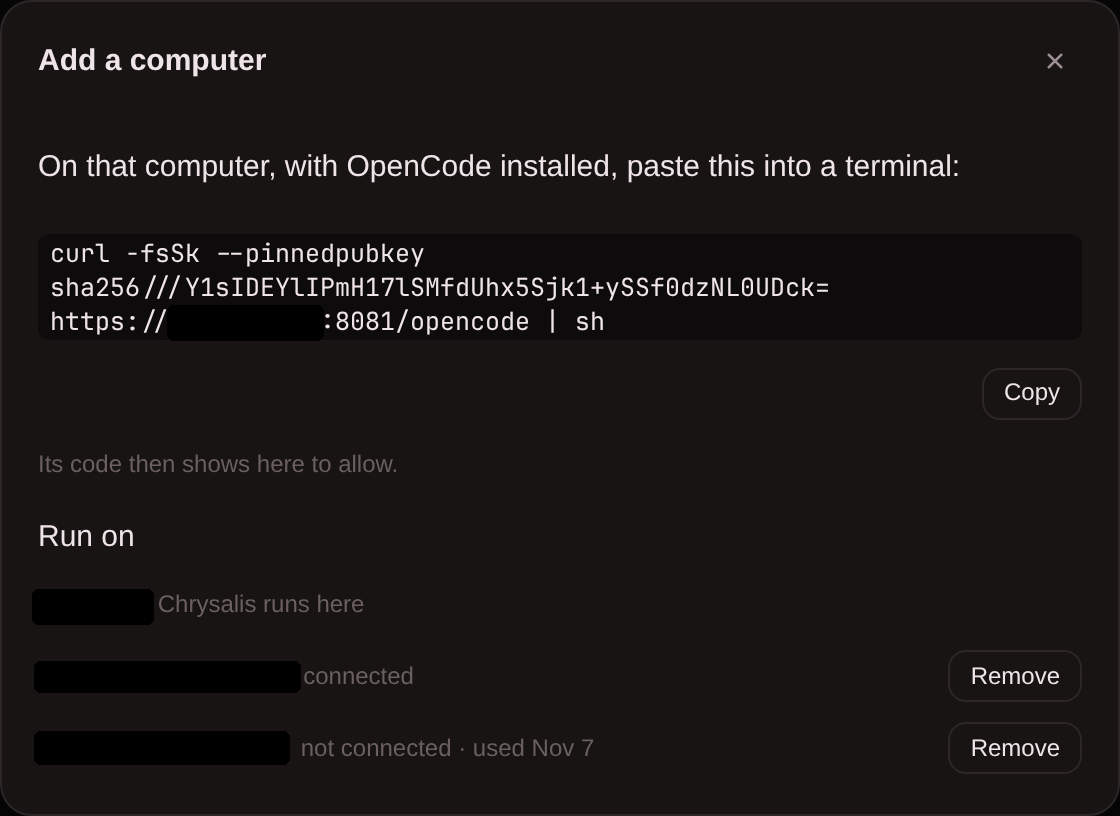 Add a computer
On that computer, with OpenCode installed, paste this into a terminal:
curl -fsSk --pinnedpubkey
sha256///Y1sIDEYlIPmH17lSMfdUhx5Sjk1+ySSf0dzNL0UDck=
https://:8081/opencode | sh
Copy
Its code then shows here to allow.
Run on
Chrysalis runs here
connected
Remove
not connected · used Nov 7
Remove